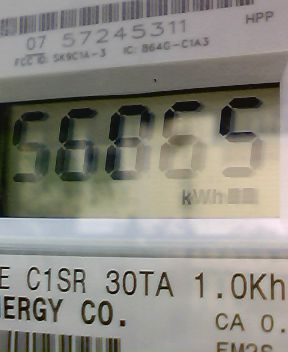 HPP
07 57245311
FCC ID: SK9C1A-3 IC: 864G-C1A3
56865
kWh
E C1SR 30TA 1.0Kh
ERGY CO.
CA 0.